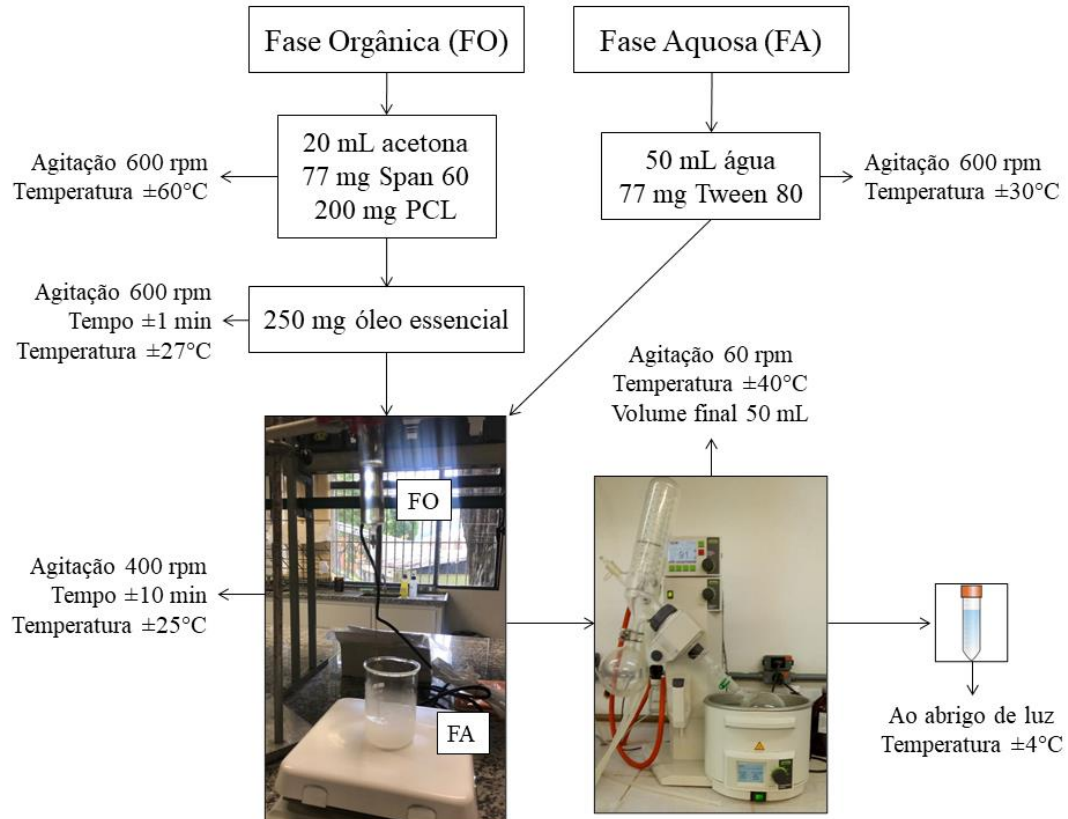 Fase Orgânica (FO)
Fase Aquosa (FA)
20 mL acetona
77 mg Span 60
200 mg PCL
Agitação 600 rpm
Temperatura ±60°C
50 mL água
77 mg Tween 80
Agitação 600 rpm
Temperatura ±30°C
250 mg óleo essencial
Agitação 600 rpm
Tempo ±1 min
Temperatura ±27°C
Agitação 60 rpm
Temperatura ±40°C
Volume final 50 mL
FO
FA
Agitação 400 rpm
Tempo ±10 min
Temperatura ±25°C
Ao abrigo de luz
Temperatura ±4°C